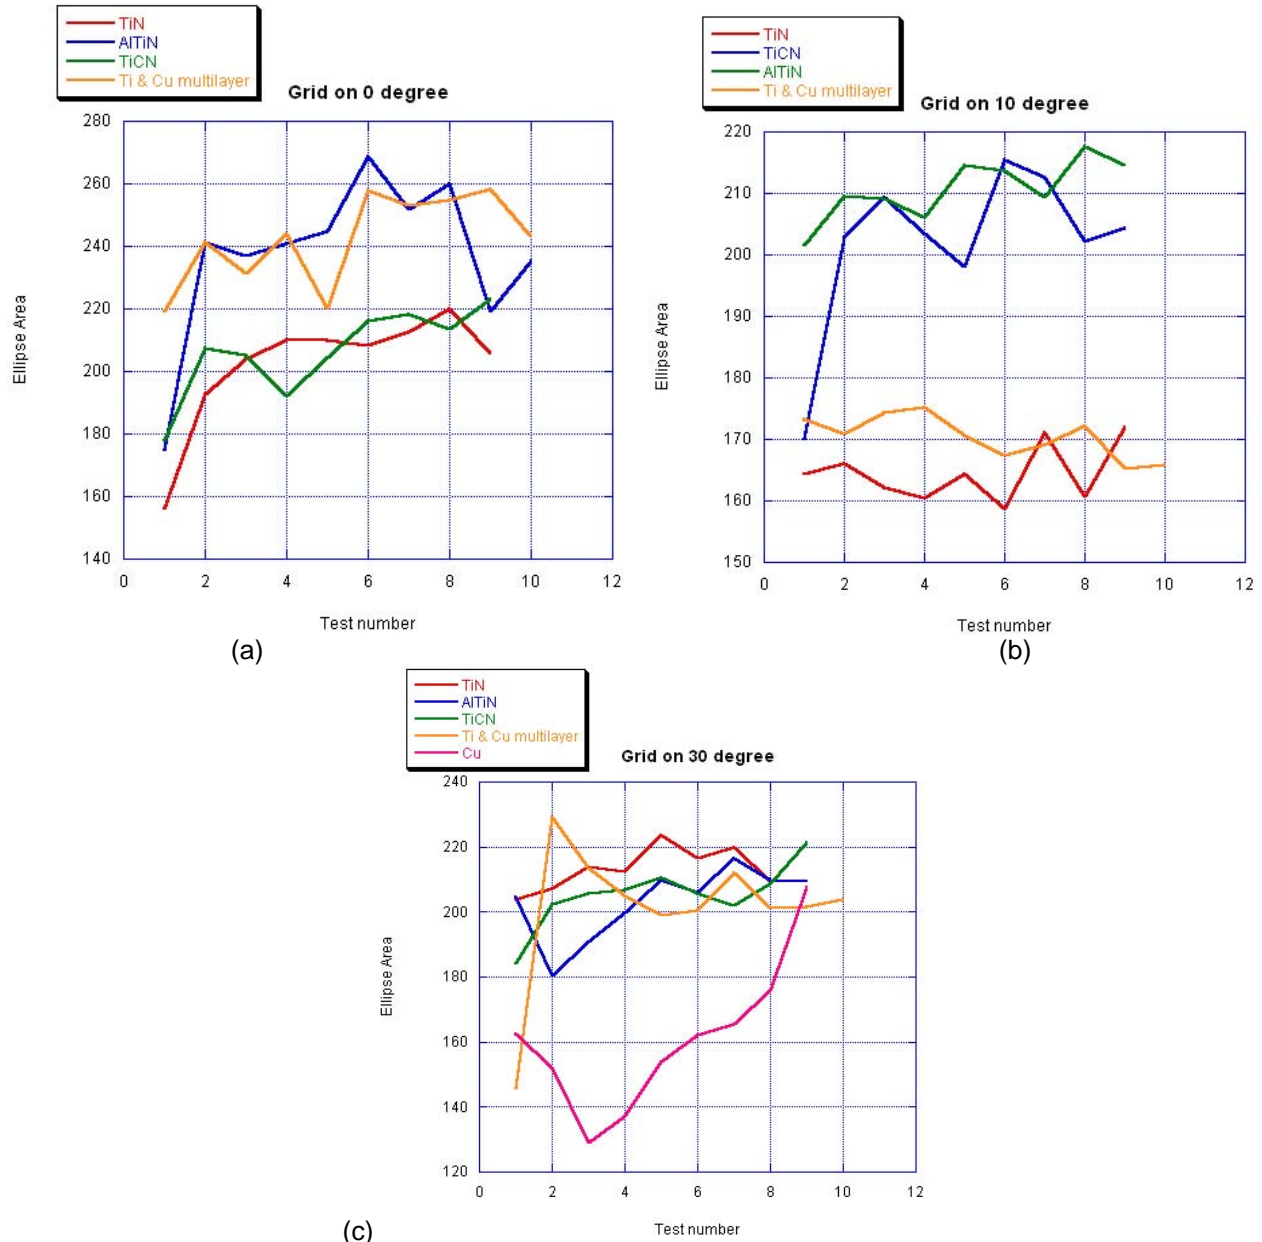 TiN
AlTiN
TiCN
Ti & Cu multilayer
Grid on 0 degree
280
260
240
220
200
180
160
140
0 2 4 6 8 10 12
Ellipse Area
Test number
(a)
TiN
TiCN
AlTiN
Ti & Cu multilayer
Grid on 10 degree
220
210
200
190
180
170
160
150
0 2 4 6 8 10 12
Ellipse Area
Test number
(b)
TiN
AlTiN
TiCN
Ti & Cu multilayer
Cu
Grid on 30 degree
240
220
200
180
160
140
120
0 2 4 6 8 10 12
Ellipse Area
Test number
(c)